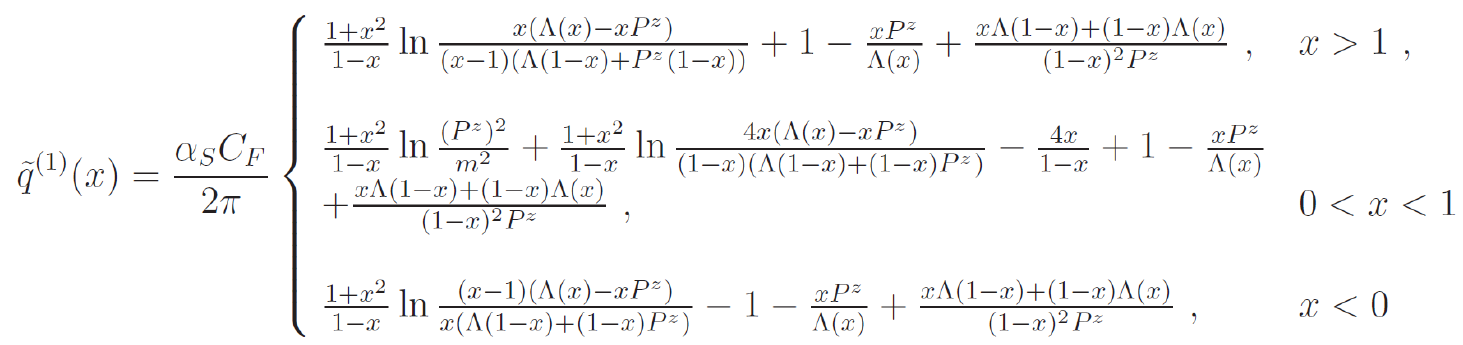 \tilde{q}^{(1)}(x) = \frac{\alpha_S C_F}{2\pi} \begin{cases} \frac{1+x^2}{1-x} \ln \frac{x(\Lambda(x)-xP^z)}{(x-1)(\Lambda(1-x)+P^z(1-x))} + 1 - \frac{xP^z}{\Lambda(x)} + \frac{x\Lambda(1-x)+(1-x)\Lambda(x)}{(1-x)^2P^z} \ , & x > 1 \ , \\
\frac{1+x^2}{1-x} \ln \frac{(P^z)^2}{m^2} + \frac{1+x^2}{1-x} \ln \frac{4x(\Lambda(x)-xP^z)}{(1-x)(\Lambda(1-x)+(1-x)P^z)} - \frac{4x}{1-x} + 1 - \frac{xP^z}{\Lambda(x)}
+ \frac{x\Lambda(1-x)+(1-x)\Lambda(x)}{(1-x)^2P^z} \ , & 0 < x < 1 \\
\frac{1+x^2}{1-x} \ln \frac{(x-1)(\Lambda(x)-xP^z)}{x(\Lambda(1-x)+(1-x)P^z)} - 1 - \frac{xP^z}{\Lambda(x)} + \frac{x\Lambda(1-x)+(1-x)\Lambda(x)}{(1-x)^2P^z} \ , & x < 0 \end{cases}